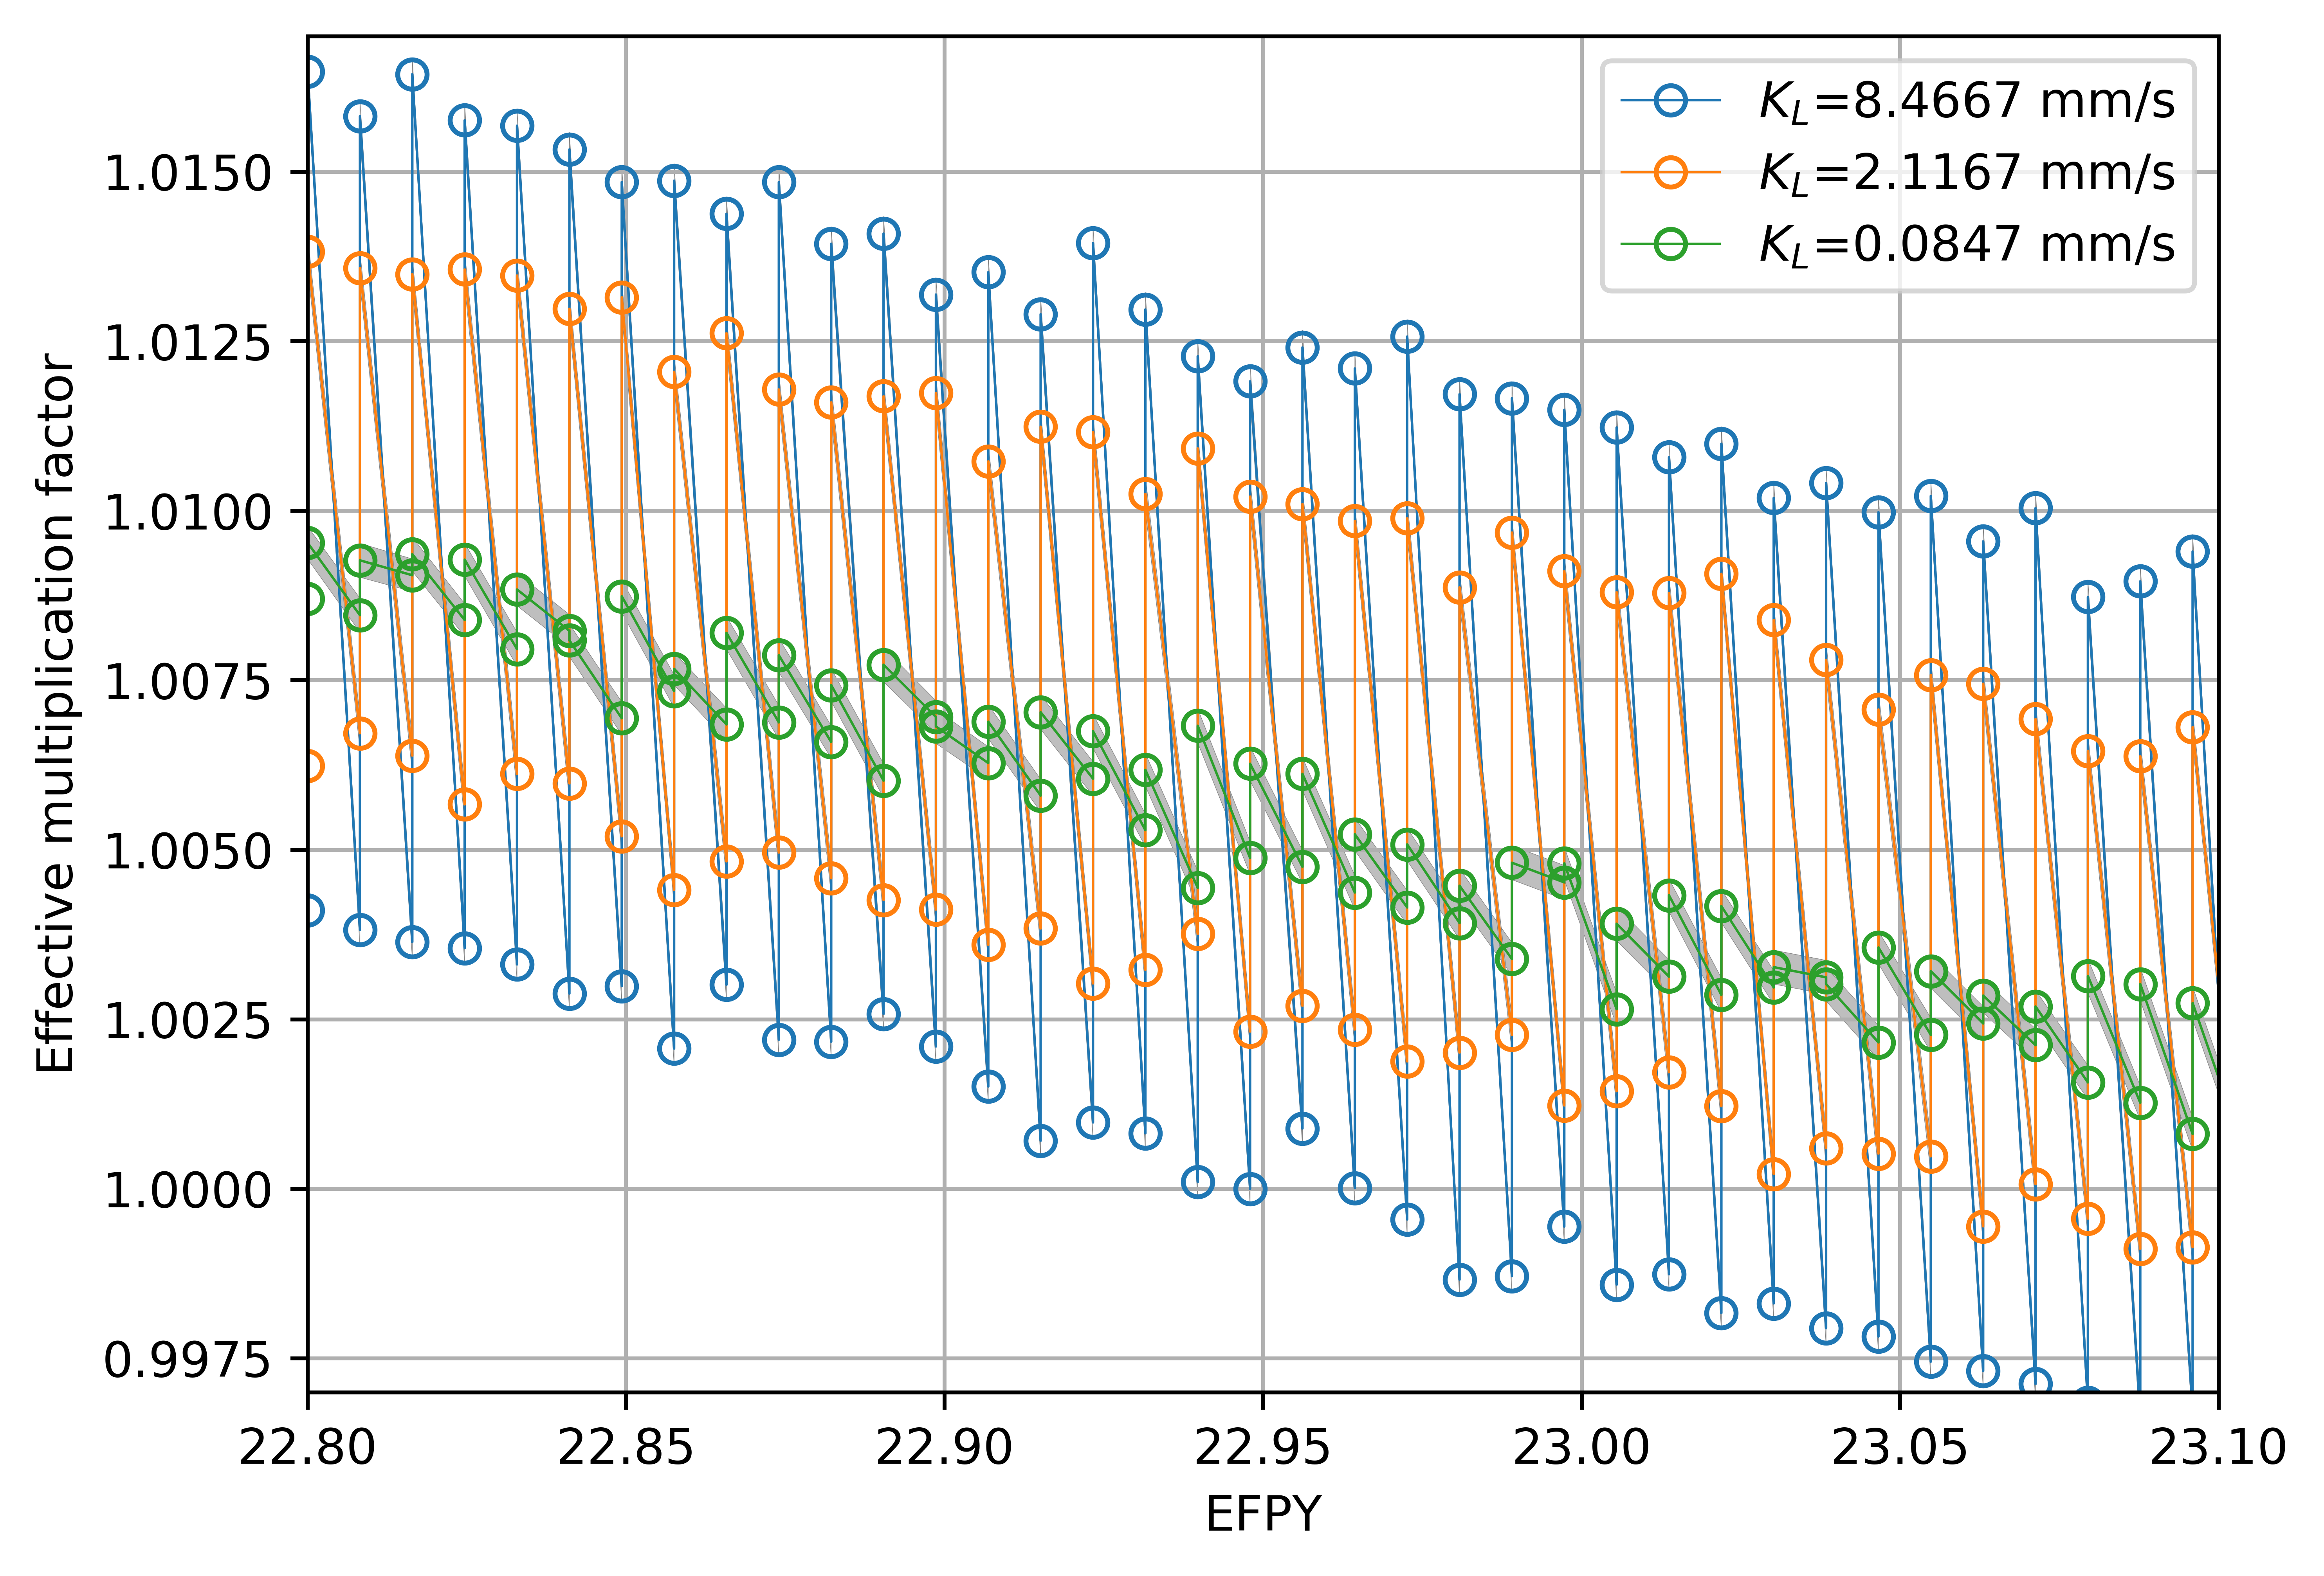 K_L=8.4667 mm/s
K_L=2.1167 mm/s
K_L=0.0847 mm/s
Effective multiplication factor
1.0150
1.0125
1.0100
1.0075
1.0050
1.0025
1.0000
0.9975
22.80 22.85 22.90 22.95 23.00 23.05 23.10
EFPY